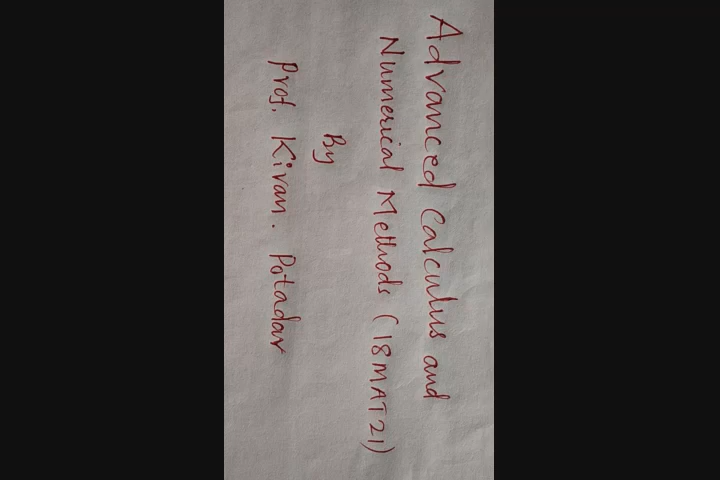 Advanced Calculus and
Numerical Methods (18MAT21)
By
Prof. Kiran. Potadar